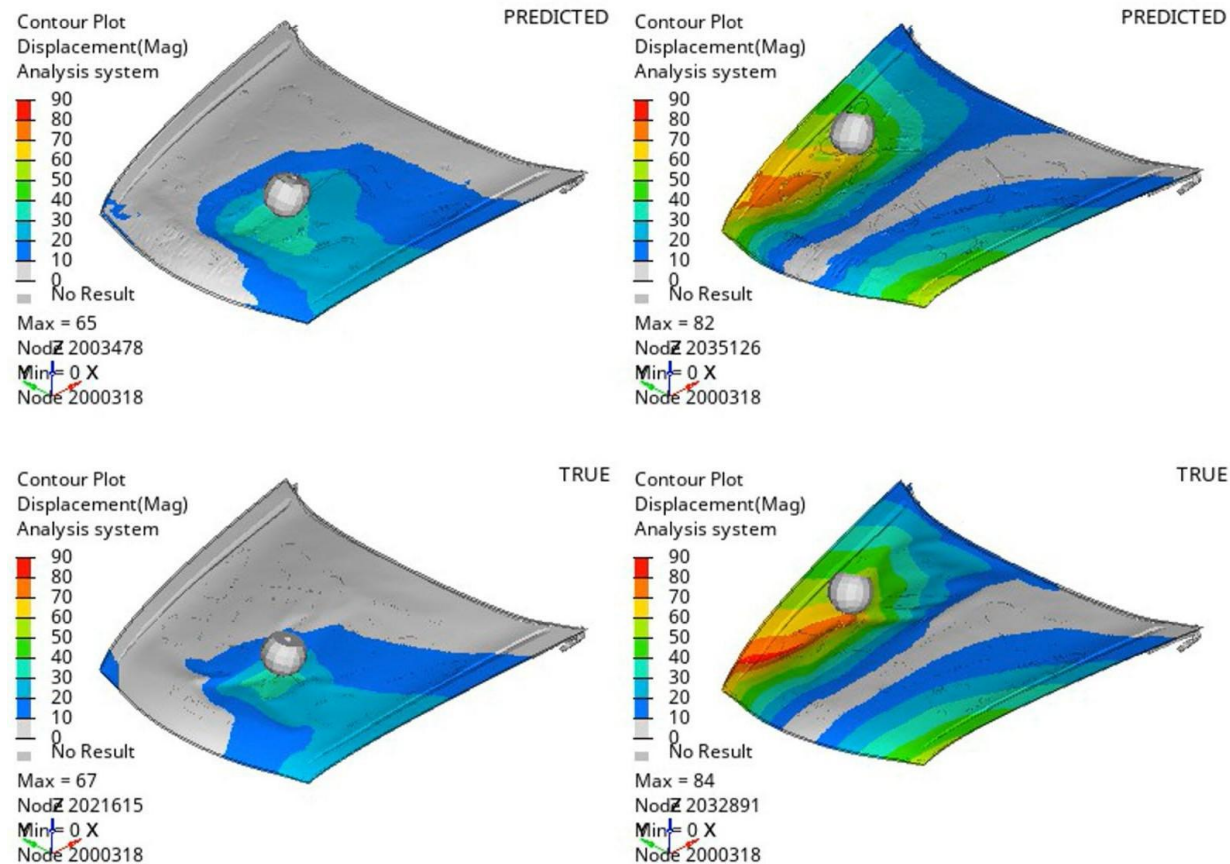 Contour Plot
PREDICTED
Displacement(Mag)
Analysis system
90
80
70
60
50
40
30
20
10
0
No Result
Max = 65
Node 2003478
Z
Min = 0 X
Y
Node 2000318
Contour Plot
PREDICTED
Displacement(Mag)
Analysis system
90
80
70
60
50
40
30
20
10
0
No Result
Max = 82
Node 2035126
Z
Min = 0 X
Y
Node 2000318
Contour Plot
TRUE
Displacement(Mag)
Analysis system
90
80
70
60
50
40
30
20
10
0
No Result
Max = 67
Node 2021615
Z
Min = 0 X
Y
Node 2000318
Contour Plot
TRUE
Displacement(Mag)
Analysis system
90
80
70
60
50
40
30
20
10
0
No Result
Max = 84
Node 2032891
Z
Min = 0 X
Y
Node 2000318